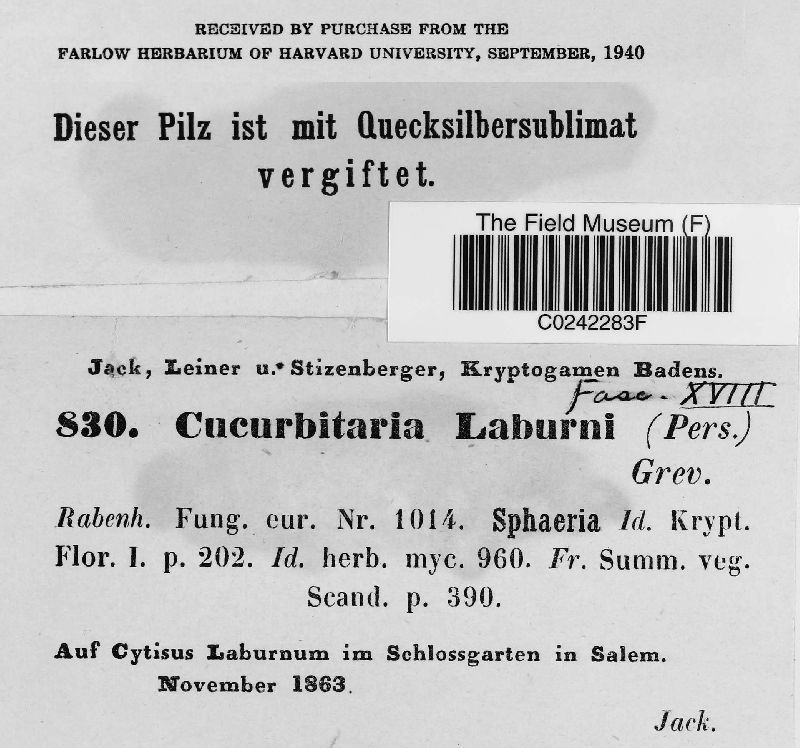 RECEIVED BY PURCHASE FROM THE
FARLOW HERBARIUM OF HARVARD UNIVERSITY, SEPTEMBER, 1940
Dieser Pilz ist mit Quecksilbersublimat
vergiftet.
The Field Museum (F)
C0242283F
Jack, Leiner u. Stizenberger, Kryptogamen Badens.
Fasc. XVIII
830. Cucurbitaria Laburni (Pers.)
Grev.
Rabenh. Fung. eur. Nr. 1014. Sphaeria Id. Krypt.
Flor. I. p. 202. Id. herb. myc. 960. Fr. Summ. veg.
Scand. p. 390.
Auf Cytisus Laburnum im Schlossgarten in Salem.
November 1863.
Jack.